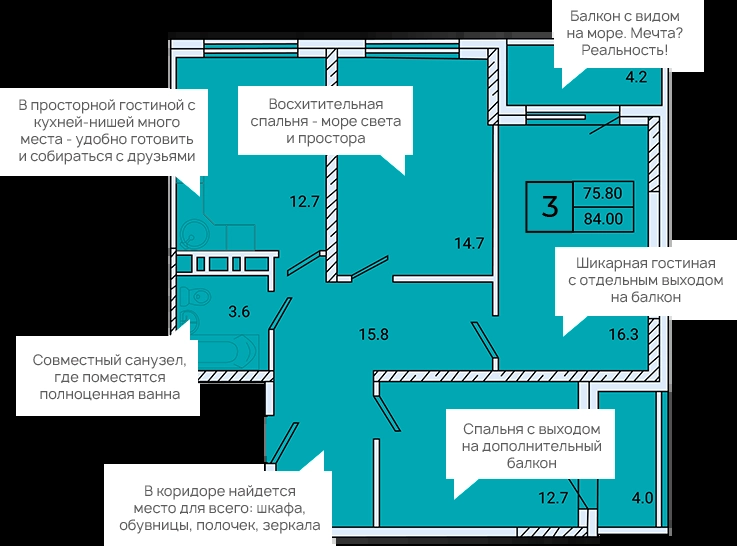 Балкон с видом
на море. Мечта?
Реальность!
4.2
В просторной гостиной с
кухней-нишей много
места - удобно готовить
и собираться с друзьями
12.7
Восхитительная
спальня - море света
и простора
14.7
3
75.80
84.00
Шикарная гостиная
с отдельным выходом
на балкон
16.3
3.6
15.8
Совместный санузел,
где поместятся
полноценная ванна
Спальня с выходом
на дополнительный
балкон
12.7
4.0
В коридоре найдется
место для всего: шкафа,
обувницы, полочек, зеркала